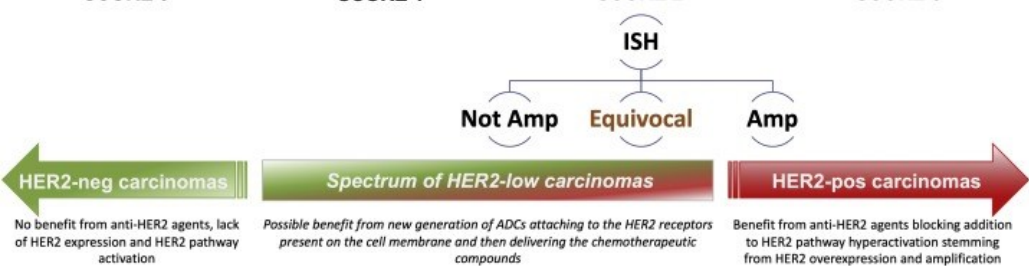 ISH
Not Amp Equivocal Amp
HER2-neg carcinomas Spectrum of HER2-low carcinomas HER2-pos carcinomas
No benefit from anti-HER2 agents, lack
of HER2 expression and HER2 pathway
activation
Possible benefit from new generation of ADCs attaching to the HER2 receptors
present on the cell membrane and then delivering the chemotherapeutic
compounds
Benefit from anti-HER2 agents blocking addition
to HER2 pathway hyperactivation stemming
from HER2 overexpression and amplification